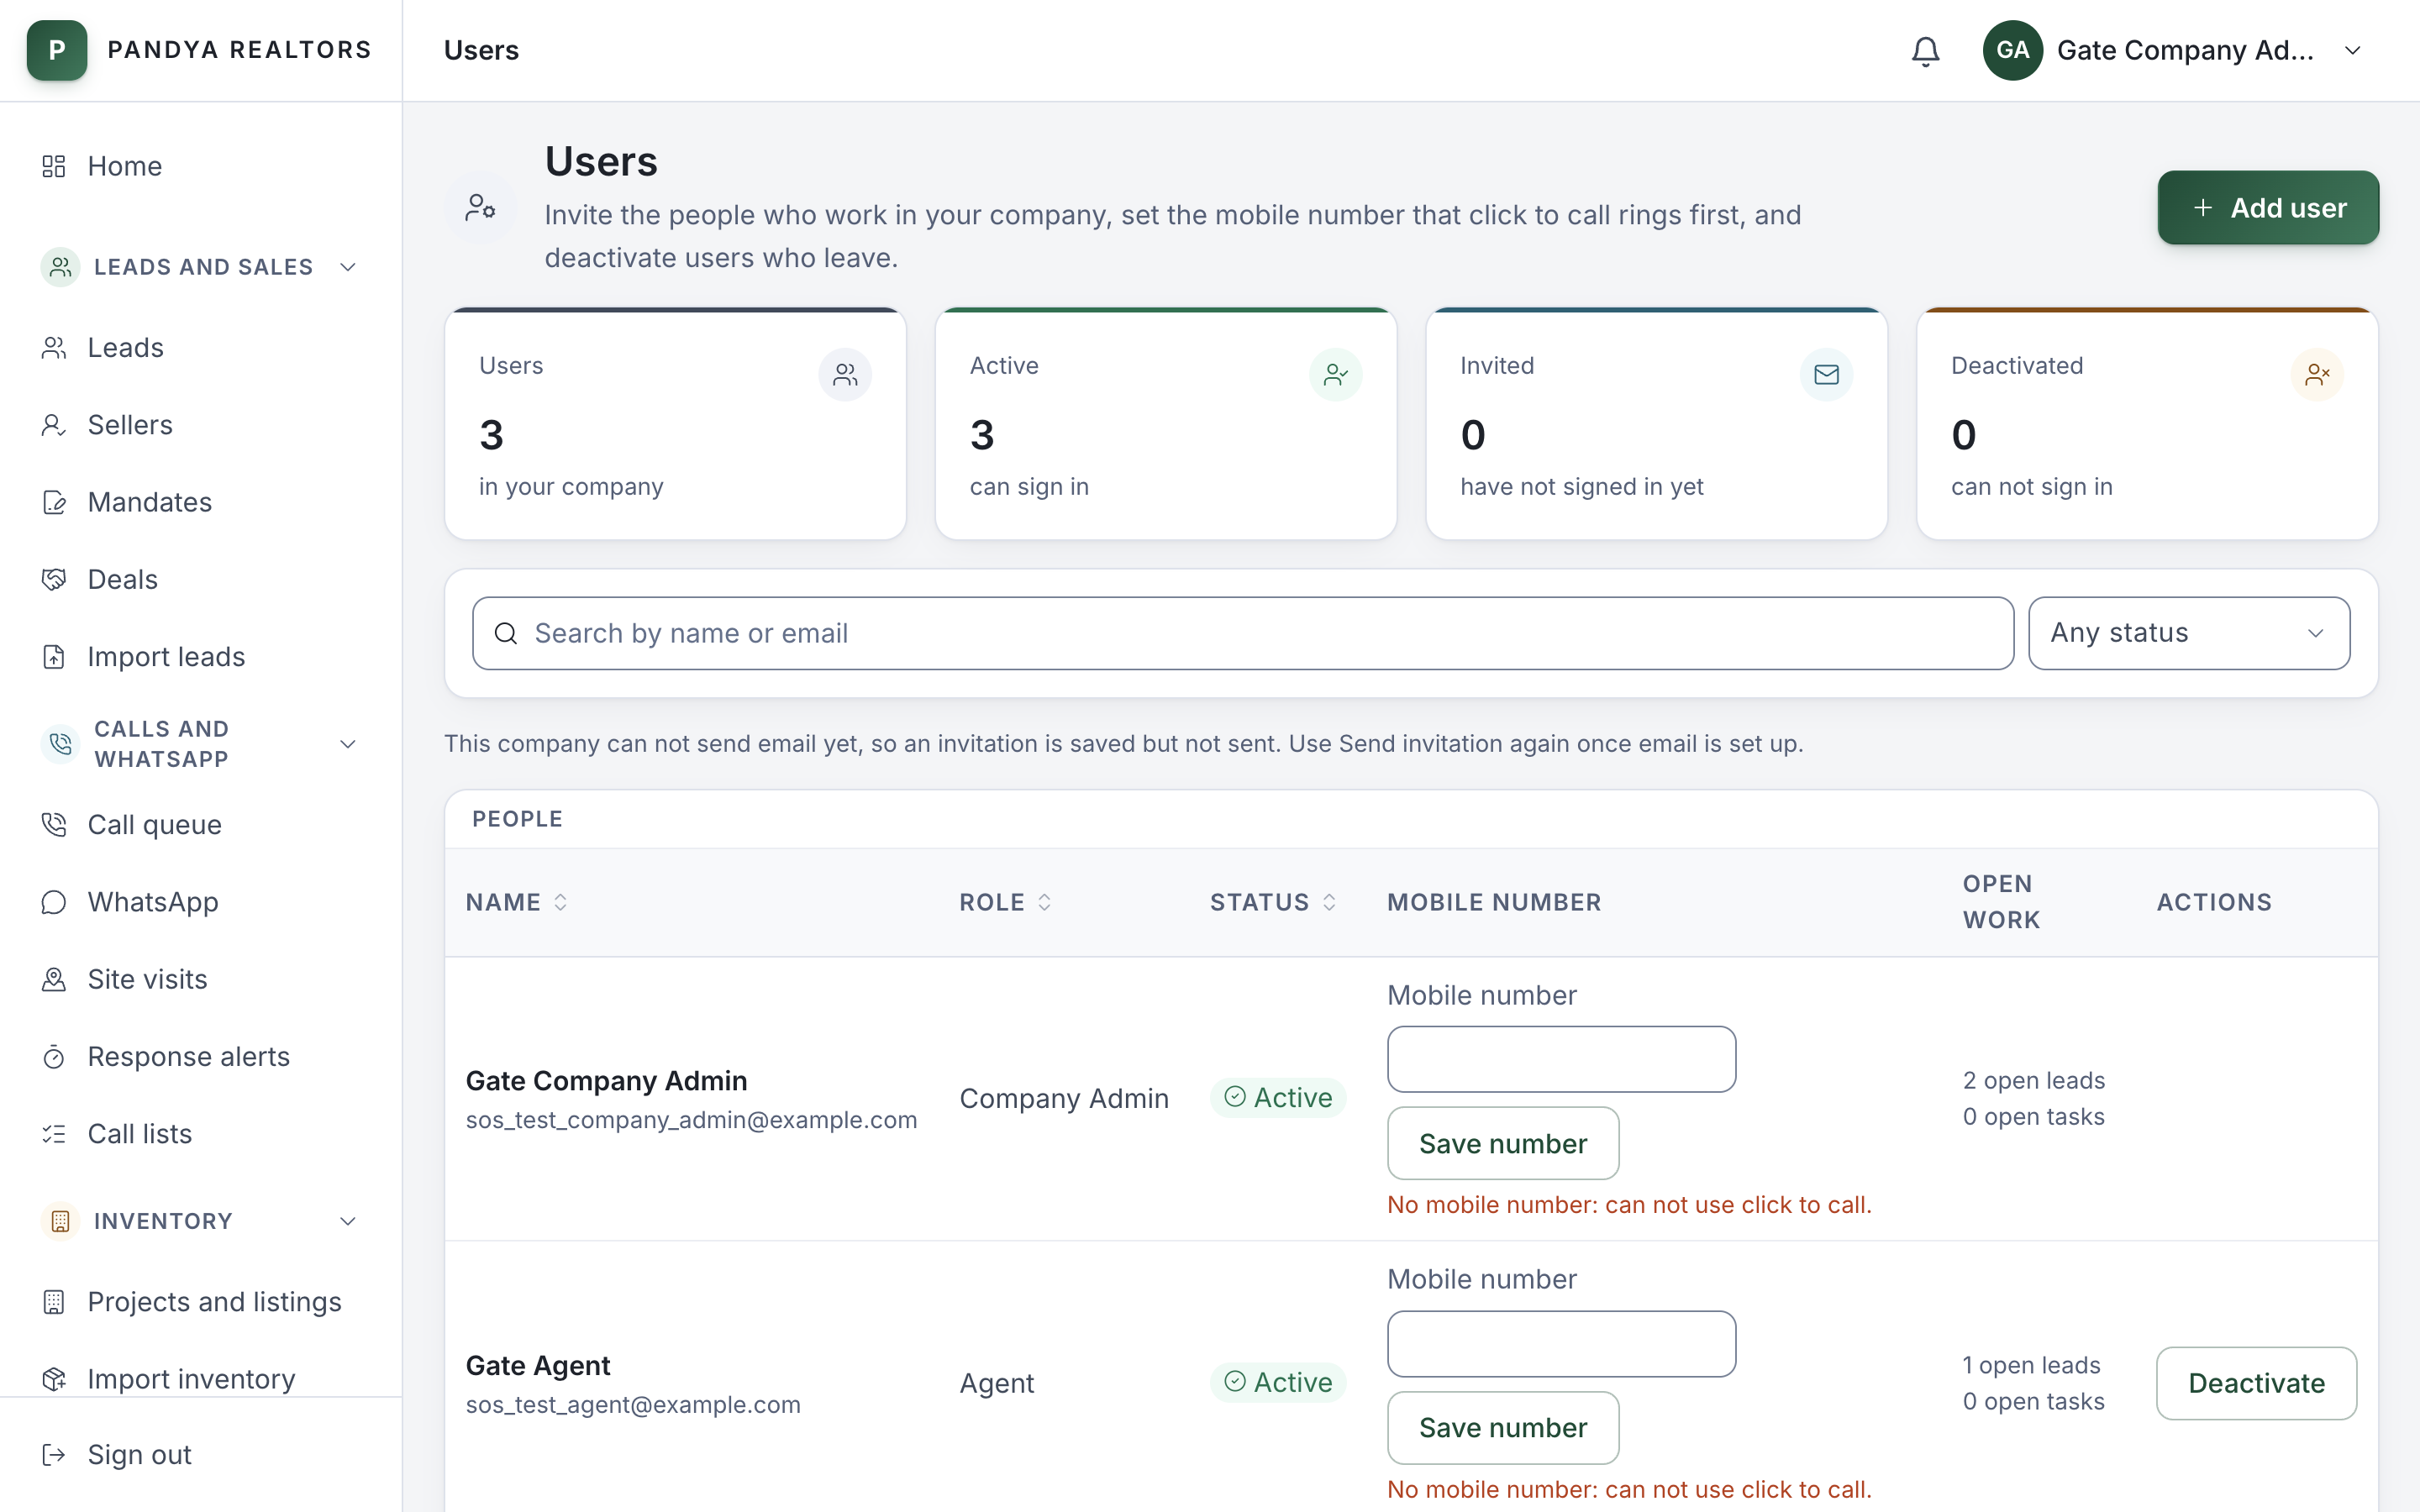 P PANDYA REALTORS
Users
GA Gate Company Ad...
Home
LEADS AND SALES
Leads
Sellers
Mandates
Deals
Import leads
CALLS AND
WHATSAPP
Call queue
WhatsApp
Site visits
Response alerts
Call lists
INVENTORY
Projects and listings
Import inventory
Sign out
Users
Invite the people who work in your company, set the mobile number that click to call rings first, and
deactivate users who leave.
+ Add user
Users
3
in your company
Active
3
can sign in
Invited
0
have not signed in yet
Deactivated
0
can not sign in
Search by name or email
Any status
This company can not send email yet, so an invitation is saved but not sent. Use Send invitation again once email is set up.
PEOPLE
NAME ROLE STATUS MOBILE NUMBER OPEN WORK ACTIONS
Gate Company Admin
sos_test_company_admin@example.com
Company Admin
Active
Mobile number
Save number
No mobile number: can not use click to call.
2 open leads
0 open tasks
Gate Agent
sos_test_agent@example.com
Agent
Active
Mobile number
Save number
No mobile number: can not use click to call.
1 open leads
0 open tasks
Deactivate